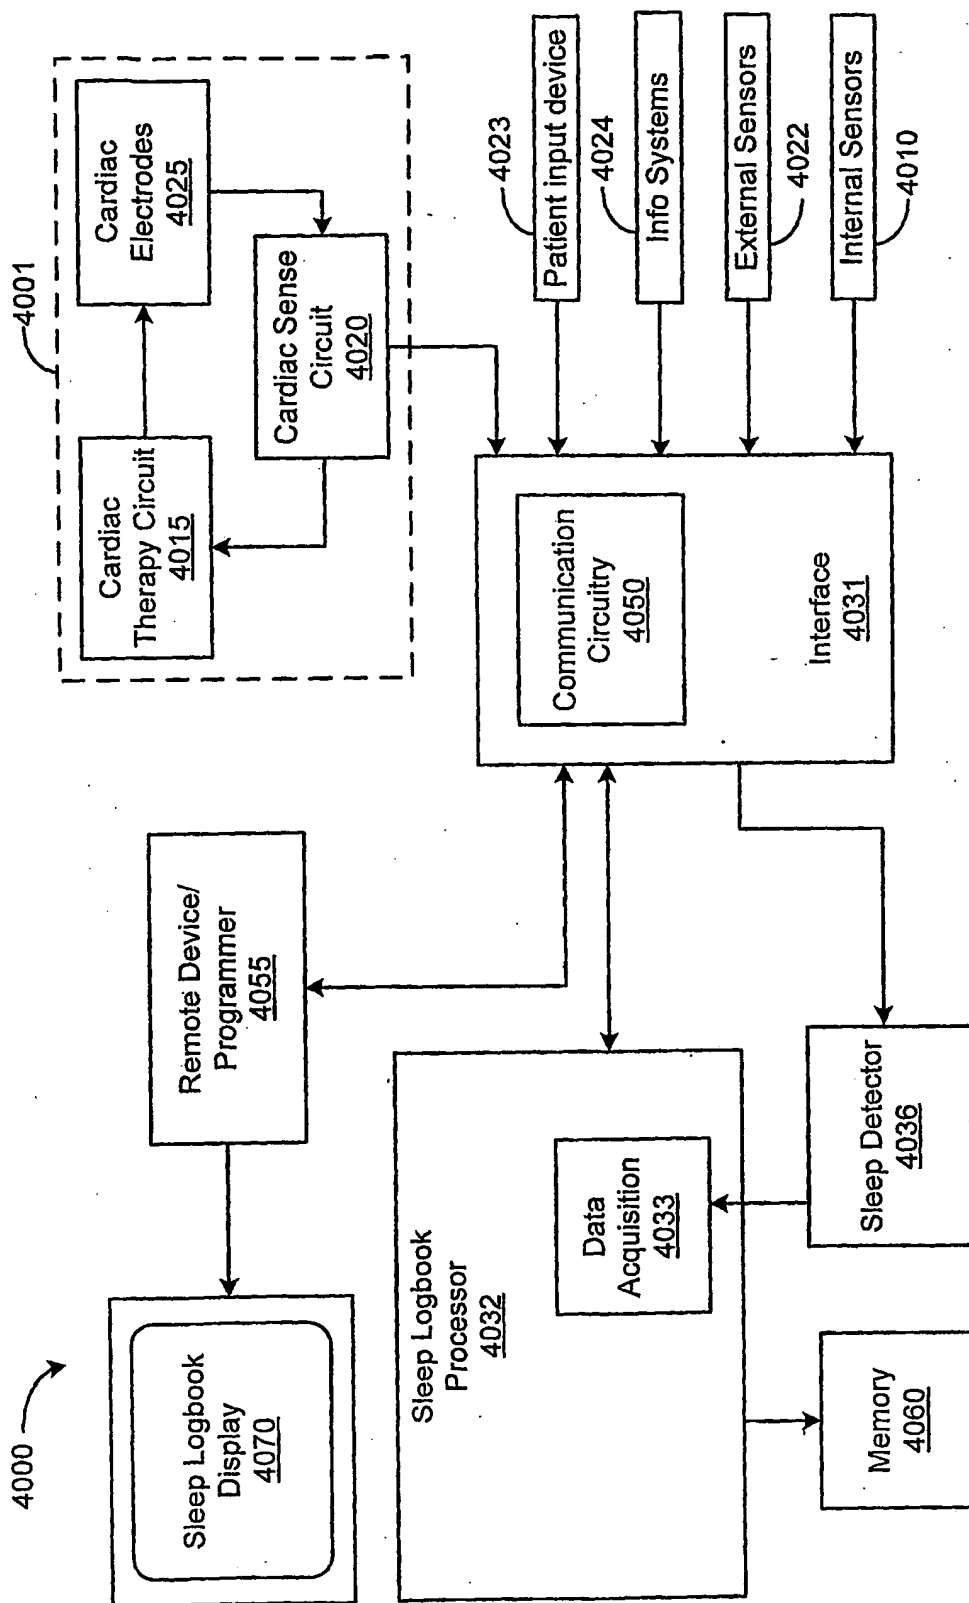 4000
Sleep Logbook
Display
4070
Remote Device/
Programmer
4055
4001
Cardiac
Therapy Circuit
4015
Cardiac
Electrodes
4025
Cardiac Sense
Circuit
4020
Sleep Logbook
Processor
4032
Data
Acquisition
4033
Communication
Circuitry
4050
Interface
4031
4023
Patient input device
4024
Info Systems
External Sensors
4022
Internal Sensors
4010
Memory
4060
Sleep Detector
4036